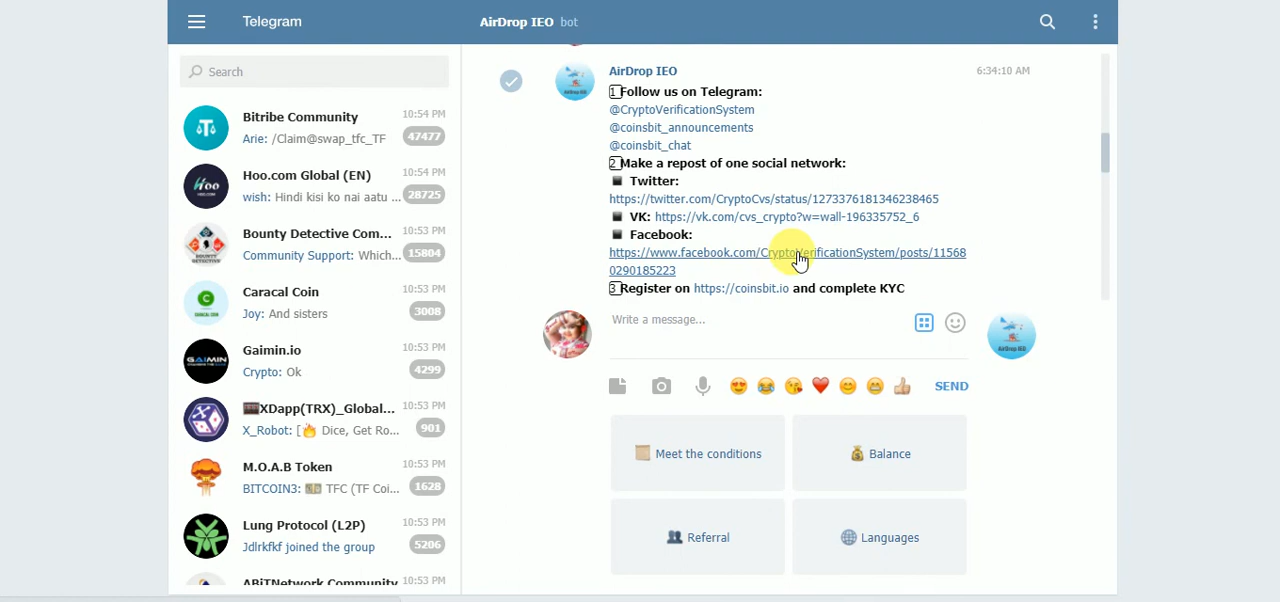 Telegram
AirDrop IEO bot
Search
Bitribe Community 10:54 PM
Arie: /Claim@swap_tfc_TF 47477
Hoo.com Global (EN) 10:54 PM
wish: Hindi kisi ko nai aatu ... 28725
Bounty Detective Com... 10:53 PM
Community Support: Which... 15804
Caracal Coin 10:53 PM
Joy: And sisters 3008
Gaimin.io 10:53 PM
Crypto: Ok 4299
XDapp(TRX)_Global... 10:53 PM
X_Robot: [🔥 Dice, Get Ro... 901
M.O.A.B Token 10:53 PM
BITCOIN3: 💵 TFC (TF Coi... 1628
Lung Protocol (L2P) 10:53 PM
Jdlrkfkf joined the group 5206
ABiTNetwork Community 10:53 PM
AirDrop IEO 6:34:10 AM
1 Follow us on Telegram:
@CryptoVerificationSystem
@coinsbit_announcements
@coinsbit_chat
2 Make a repost of one social network:
▪ Twitter:
https://twitter.com/CryptoCvs/status/1273376181346238465
▪ VK: https://vk.com/cvs_crypto?w=wall-196335752_6
▪ Facebook:
https://www.facebook.com/CryptoVerificationSystem/posts/11568
0290185223
3 Register on https://coinsbit.io and complete KYC
Write a message...
SEND
Meet the conditions
Balance
Referral
Languages